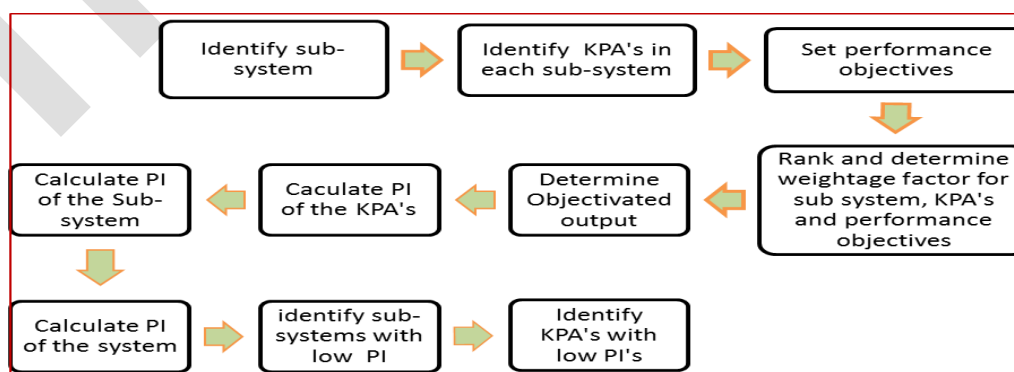 Identify sub-
system
Identify KPA's in
each sub-system
Set performance
objectives
Rank and determine
weightage factor for
sub system, KPA's
and performance
objectives
Determine
Objectivated
output
Caculate PI
of the KPA's
Calculate PI
of the Sub-
system
Calculate PI
of the system
identify sub-
systems with
low PI
Identify
KPA's with
low PI's